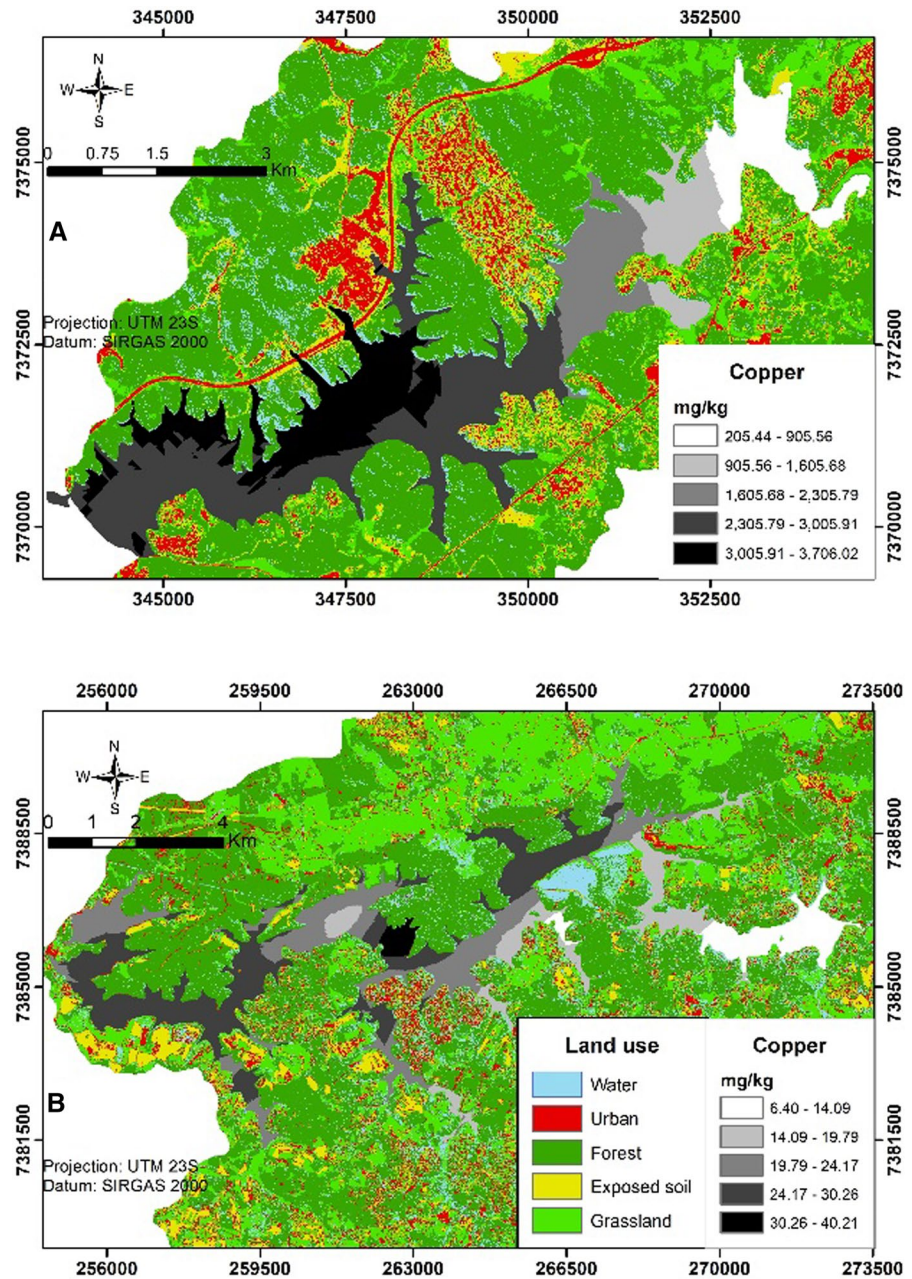 345000 347500 350000 352500
N
W E
S
0 0.75 1.5 3
Km
7375000
7375000
A
Projection: UTM 23S
Datum: SIRGAS 2000
7372500
7372500
Copper
mg/kg
205.44 - 905.56
905.56 - 1,605.68
1,605.68 - 2,305.79
2,305.79 - 3,005.91
3,005.91 - 3.706.02
7370000
7370000
345000 347500 350000 352500
256000 259500 263000 266500 270000 273500
N
W E
S
0 1 2 4
Km
7388500
7388500
7385000
7385000
B
Projection: UTM 23S
Datum: SIRGAS 2000
7381500
7381500
Land use
Water
Urban
Forest
Exposed soil
Grassland
Copper
mg/kg
6.40 - 14.09
14.09 - 19.79
19.79 - 24.17
24.17 - 30.26
30.26 - 40.21
256000 259500 263000 266500 270000 273500